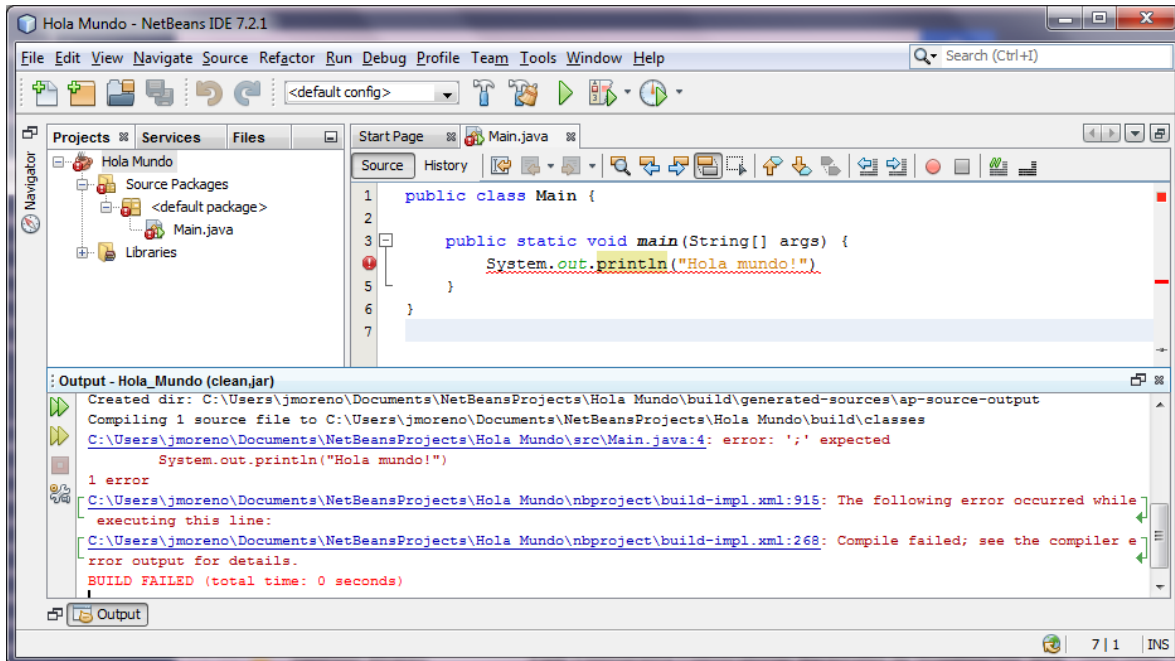 Hola Mundo - NetBeans IDE 7.2.1
File Edit View Navigate Source Refactor Run Debug Profile Team Tools Window Help
Search (Ctrl+I)
<default config>
Navigator
Projects Services Files
Hola Mundo
Source Packages
<default package>
Main.java
Libraries
Start Page Main.java
Source History
1 public class Main {
2
3 public static void main(String[] args) {
System.out.println("Hola mundo!")
5 }
6 }
7
Output - Hola_Mundo (clean,jar)
Created dir: C:\Users\jmoreno\Documents\NetBeansProjects\Hola Mundo\build\generated-sources\ap-source-output
Compiling 1 source file to C:\Users\jmoreno\Documents\NetBeansProjects\Hola Mundo\build\classes
C:\Users\jmoreno\Documents\NetBeansProjects\Hola Mundo\src\Main.java:4: error: ';' expected
System.out.println("Hola mundo!")
1 error
C:\Users\jmoreno\Documents\NetBeansProjects\Hola Mundo\nbproject\build-impl.xml:915: The following error occurred while
executing this line:
C:\Users\jmoreno\Documents\NetBeansProjects\Hola Mundo\nbproject\build-impl.xml:268: Compile failed; see the compiler e
rror output for details.
BUILD FAILED (total time: 0 seconds)
Output
7 | 1 INS